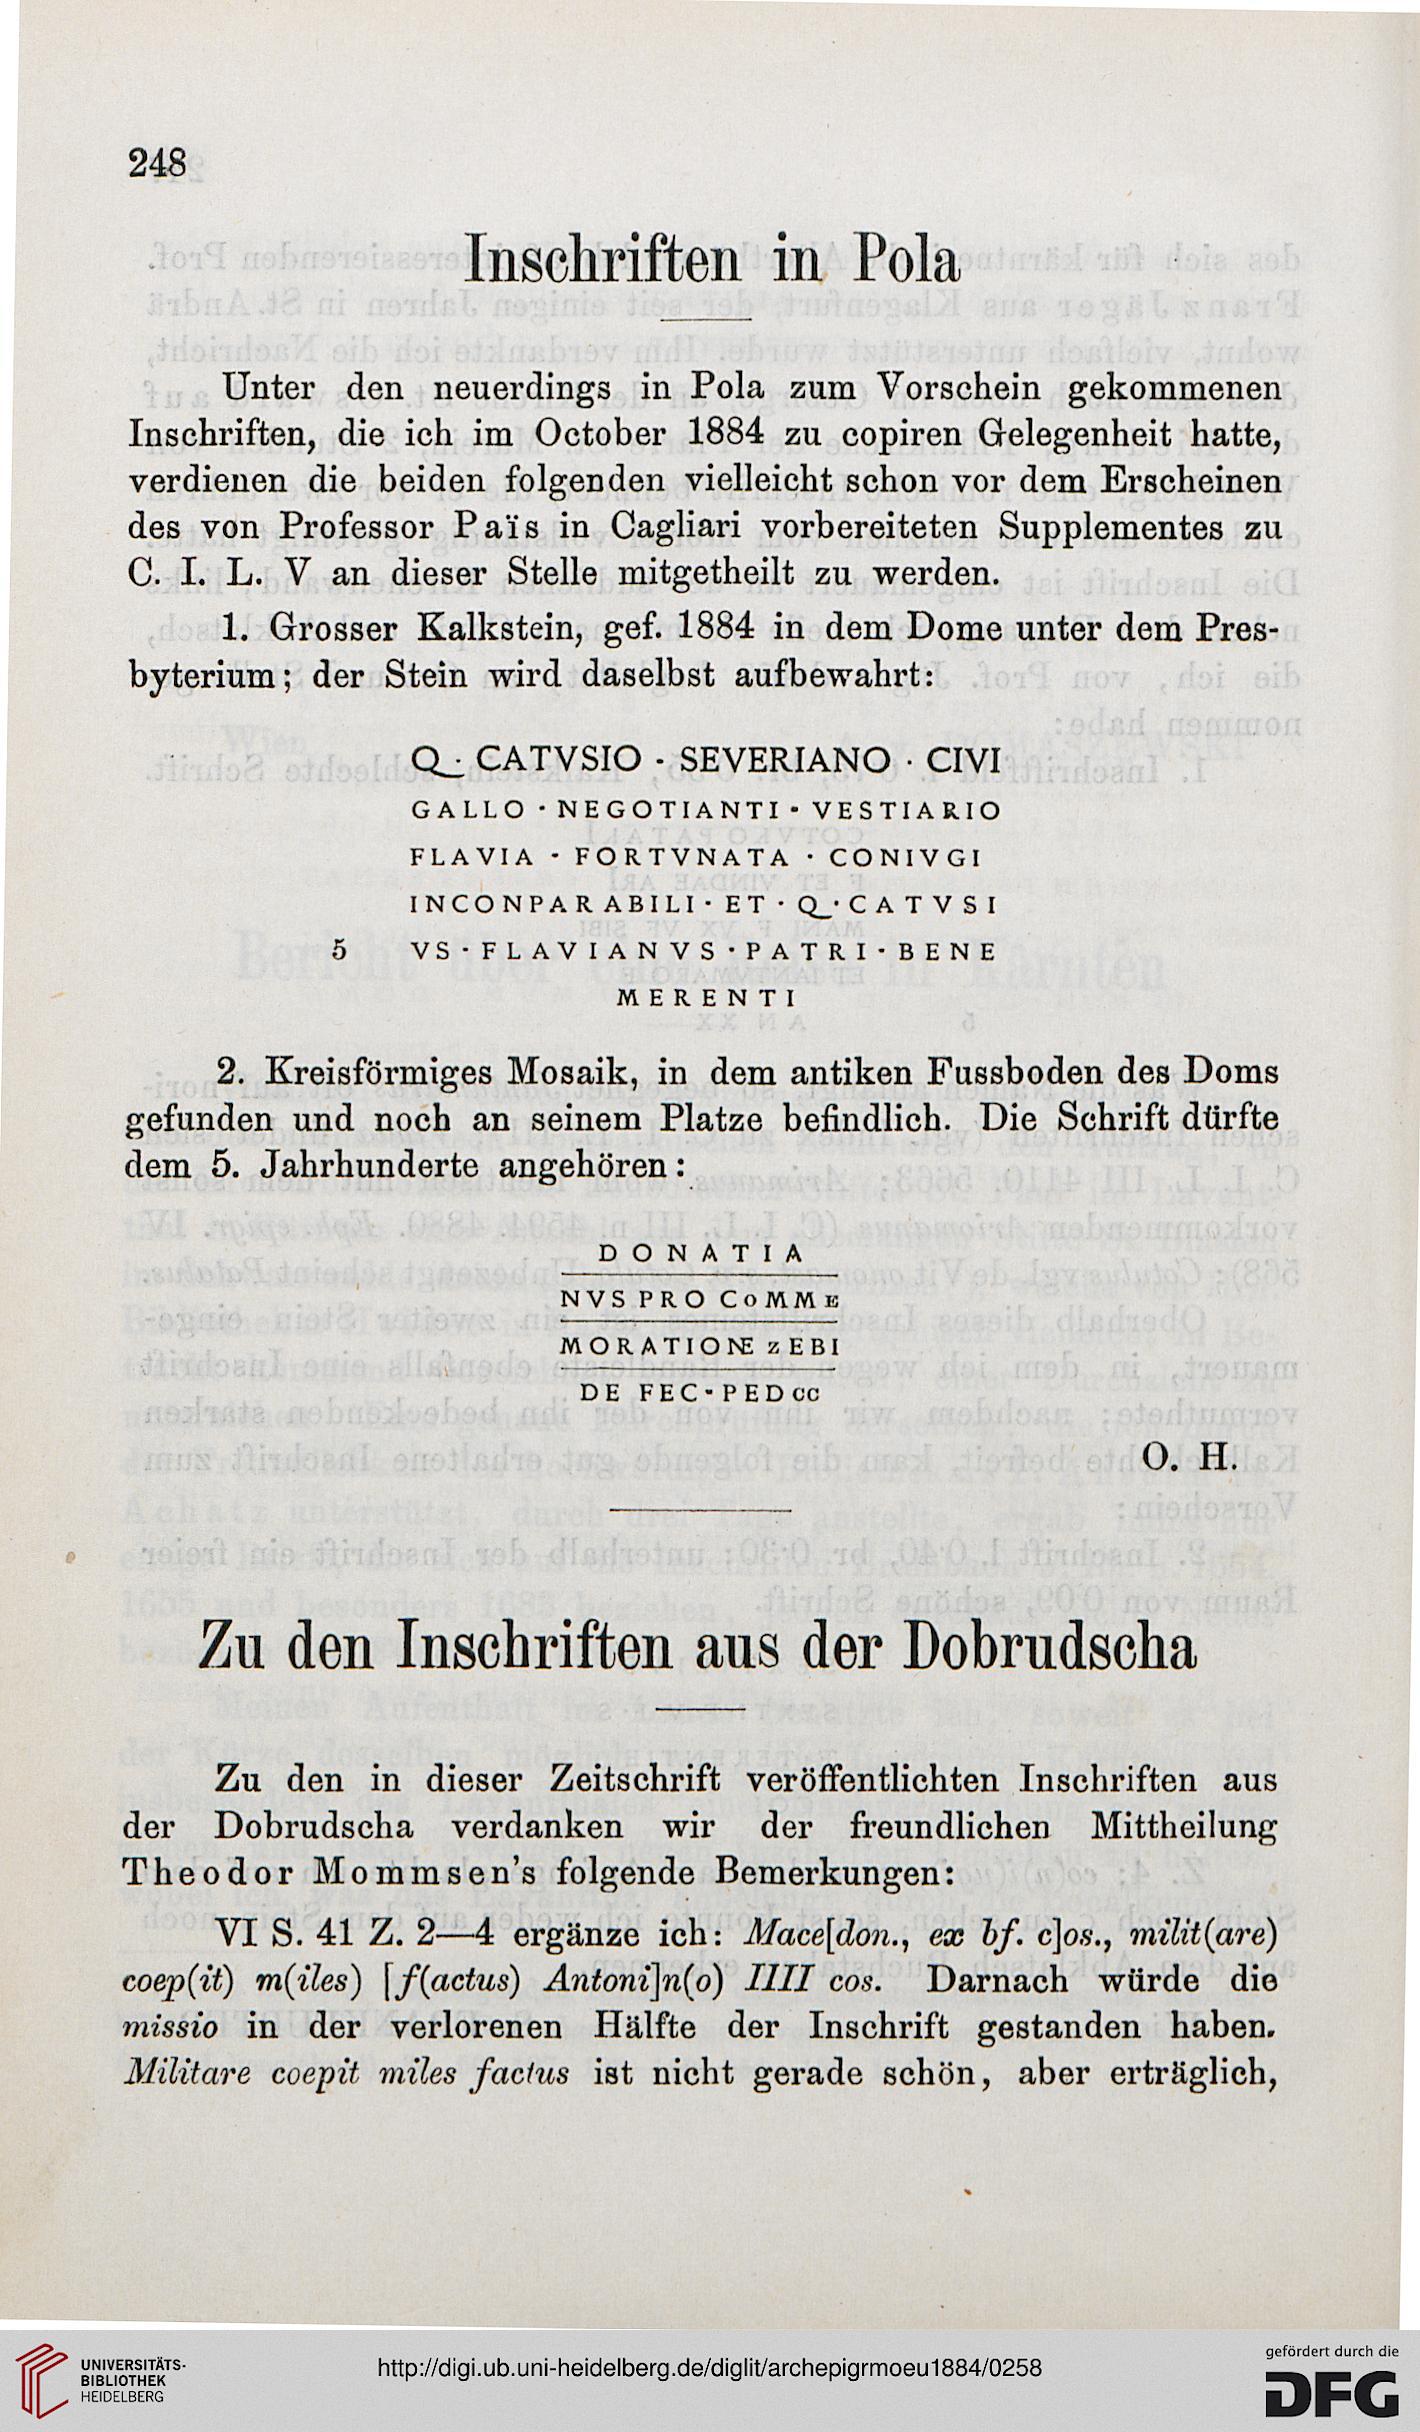 248
Inschriften in Pola
Unter den neuerdings in Pola zum Vorschein gekommenen
Inschriften, die ich im October 1884 zu copiren Gelegenheit hatte,
verdienen die beiden folgenden vielleicht schon vor dem Erscheinen
des von Professor Païs in Cagliari vorbereiteten Supplementes zu
C. I. L. V an dieser Stelle mitgetheilt zu werden.
1. Grosser Kalkstein, gef. 1884 in dem Dome unter dem Pres-
byterium; der Stein wird daselbst aufbewahrt:
Q · CATVSIO · SEVERIANO · CIVI
GALLO · NEGOTIANTI · VESTIARIO
FLAVIA · FORTVNATA · CONIVGI
INCONPARABILI · ET · Q · CATVSI
5 VS · FLAVIANVS · PATRI · BENE
MERENTI
2. Kreisförmiges Mosaik, in dem antiken Fussboden des Doms
gefunden und noch an seinem Platze befindlich. Die Schrift dürfte
dem 5. Jahrhunderte angehören:
DONATIA
NVS PRO CoMME
MORATIONE zEBI
DE FEC · PED cc
O. H.
Zu den Inschriften aus der Dobrudscha
Zu den in dieser Zeitschrift veröffentlichten Inschriften aus
der Dobrudscha verdanken wir der freundlichen Mittheilung
Theodor Mommsen's folgende Bemerkungen:
VI S. 41 Z. 2—4 ergänze ich: Mace[don., ex bf. c]os., milit(are)
coep(it) m(iles) [f(actus) Antoni]n(o) IIII cos. Darnach würde die
missio in der verlorenen Hälfte der Inschrift gestanden haben.
Militare coepit miles factus ist nicht gerade schön, aber erträglich,
UNIVERSITÄTS-
BIBLIOTHEK
HEIDELBERG
http://digi.ub.uni-heidelberg.de/diglit/archepigrmoeu1884/0258
gefördert durch die
DFG